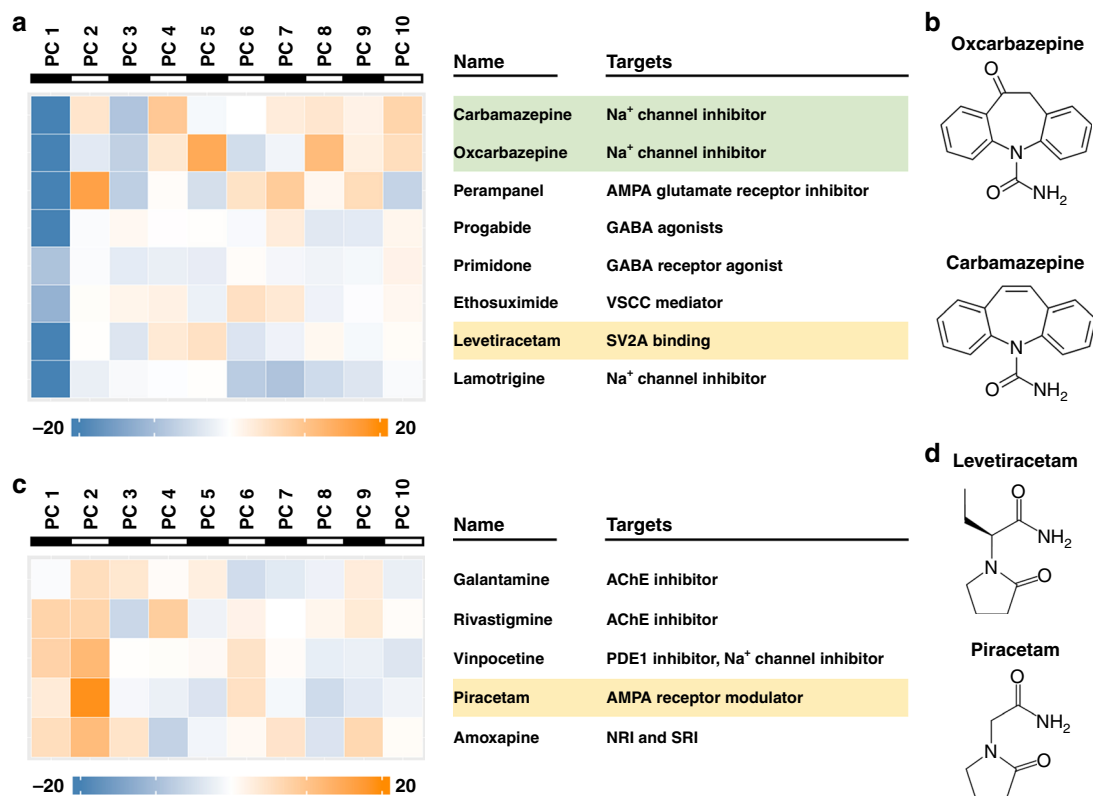 a
PC 1 PC 2 PC 3 PC 4 PC 5 PC 6 PC 7 PC 8 PC 9 PC 10
Name Targets
Carbamazepine Na⁺ channel inhibitor
Oxcarbazepine Na⁺ channel inhibitor
Perampanel AMPA glutamate receptor inhibitor
Progabide GABA agonists
Primidone GABA receptor agonist
Ethosuximide VSCC mediator
Levetiracetam SV2A binding
Lamotrigine Na⁺ channel inhibitor
–20 20
b
Oxcarbazepine
O
N
O NH₂
Carbamazepine
N
O NH₂
c
PC 1 PC 2 PC 3 PC 4 PC 5 PC 6 PC 7 PC 8 PC 9 PC 10
Name Targets
Galantamine AChE inhibitor
Rivastigmine AChE inhibitor
Vinpocetine PDE1 inhibitor, Na⁺ channel inhibitor
Piracetam AMPA receptor modulator
Amoxapine NRI and SRI
–20 20
d
Levetiracetam
O
NH₂
N
O
Piracetam
O
NH₂
N
O